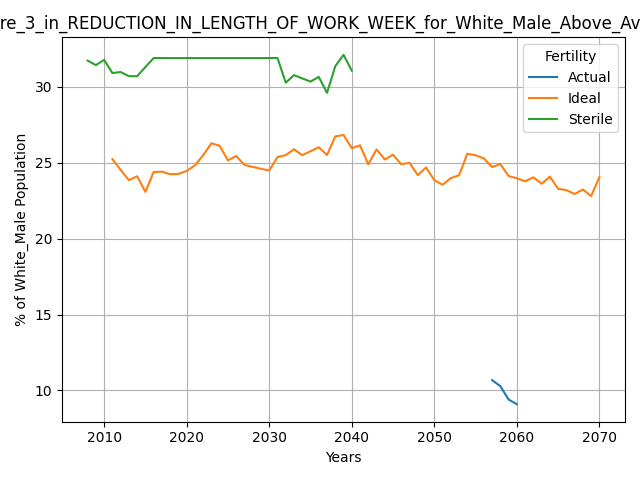 re_3_in_REDUCTION_IN_LENGTH_OF_WORK_WEEK_for_White_Male_Above_Av
Fertility
Actual
Ideal
Sterile
% of White_Male Population
30
25
20
15
10
2010 2020 2030 2040 2050 2060 2070
Years